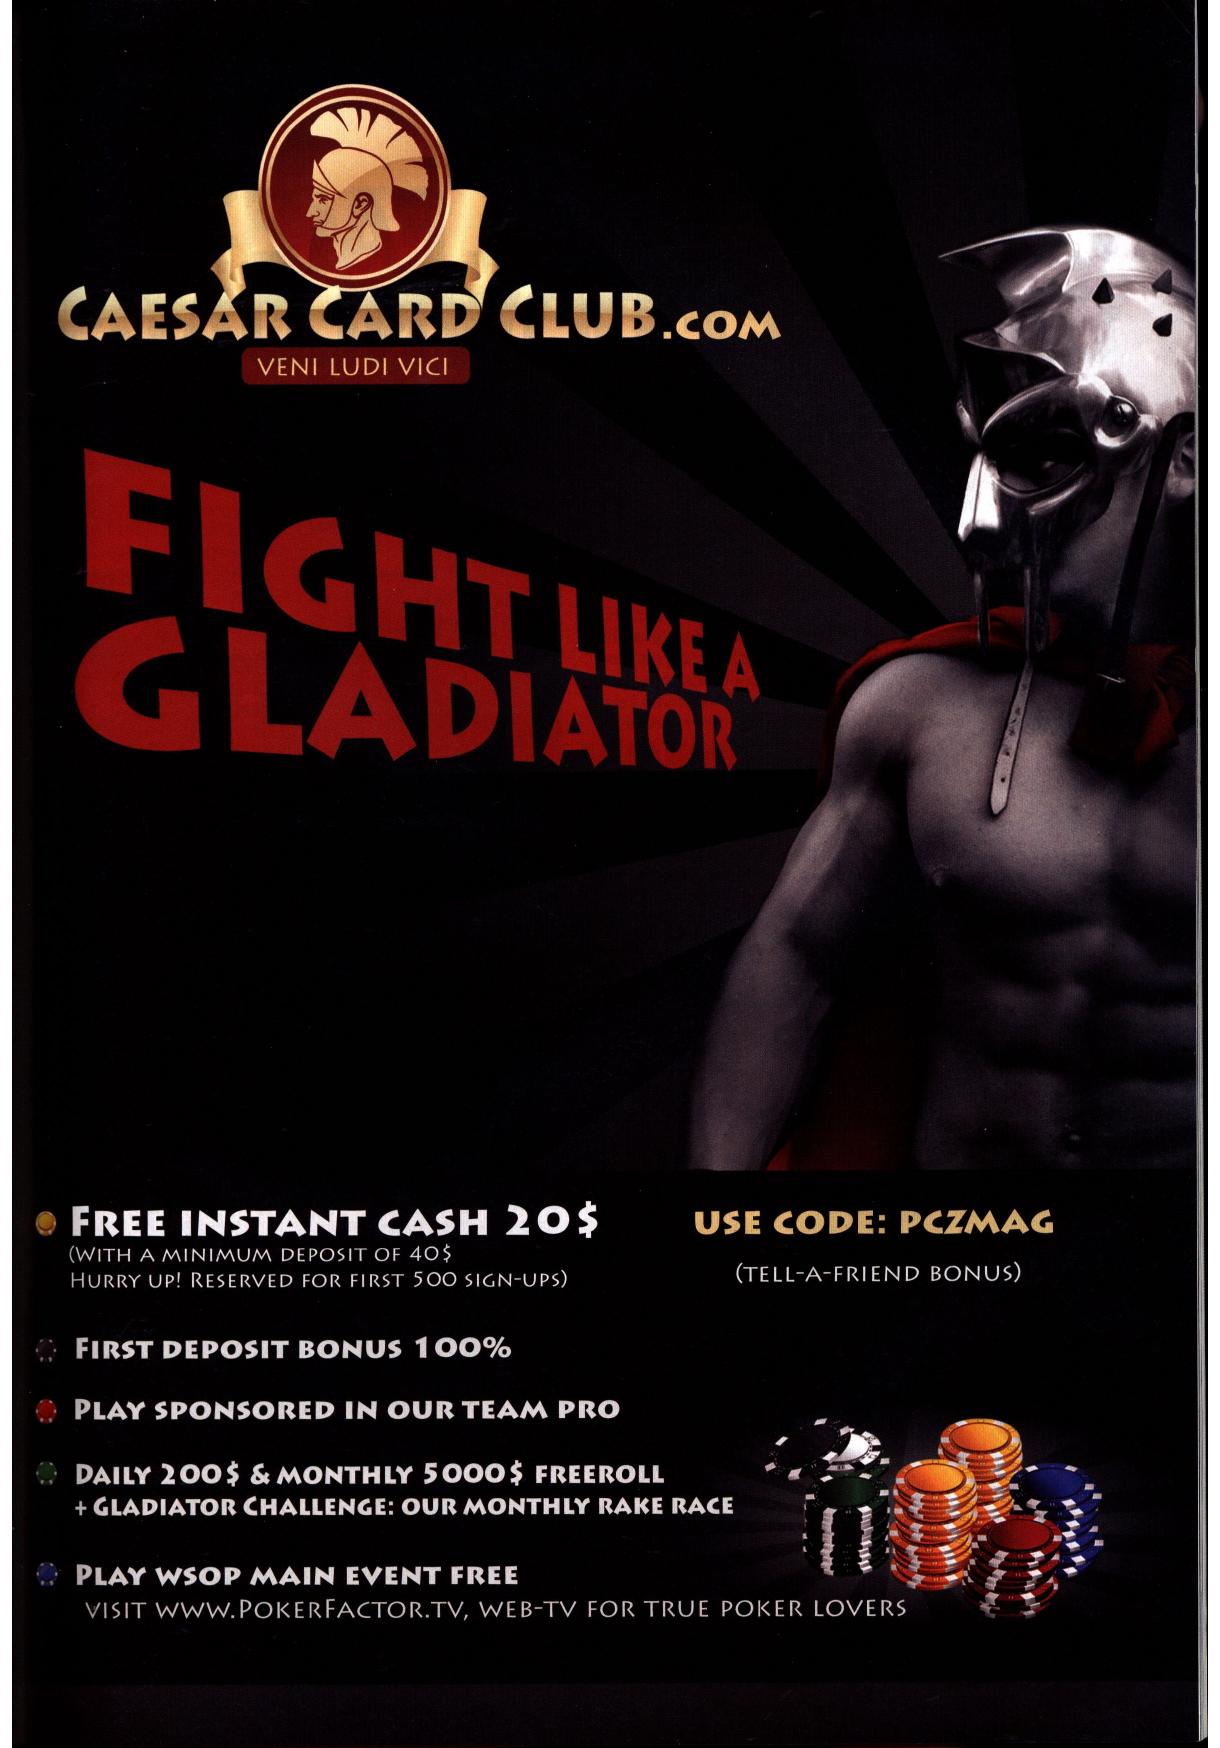 CAESAR CARD CLUB.COM
VENI LUDI VICI
FIGHT LIKE A
GLADIATOR
FREE INSTANT CASH 20$
(WITH A MINIMUM DEPOSIT OF 40$
HURRY UP! RESERVED FOR FIRST 500 SIGN-UPS)
USE CODE: PCZMAG
(TELL-A-FRIEND BONUS)
FIRST DEPOSIT BONUS 100%
PLAY SPONSORED IN OUR TEAM PRO
DAILY 200$ & MONTHLY 5000$ FREEROLL
+ GLADIATOR CHALLENGE: OUR MONTHLY RAKE RACE
PLAY WSOP MAIN EVENT FREE
VISIT WWW.POKERFACTOR.TV, WEB-TV FOR TRUE POKER LOVERS